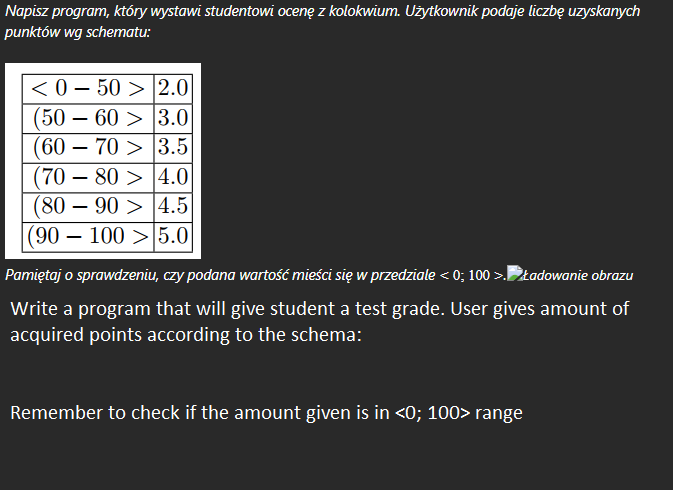 Napisz program, który wystawi studentowi ocenę z kolokwium. Użytkownik podaje liczbę uzyskanych
punktów wg schematu:
< 0 − 50 > 2.0
(50 − 60 > 3.0
(60 − 70 > 3.5
(70 − 80 > 4.0
(80 − 90 > 4.5
(90 − 100 > 5.0
Pamiętaj o sprawdzeniu, czy podana wartość mieści się w przedziale < 0; 100 >. Ładowanie obrazu
Write a program that will give student a test grade. User gives amount of
acquired points according to the schema:
Remember to check if the amount given is in <0; 100> range